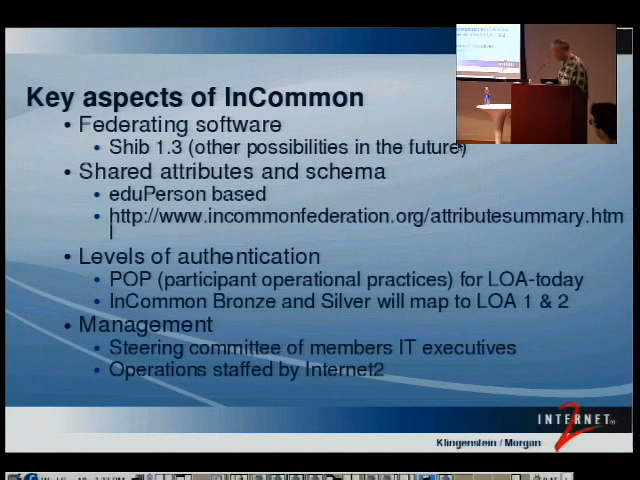 Key aspects of InCommon
• Federating software
• Shib 1.3 (other possibilities in the future)
• Shared attributes and schema
• eduPerson based
• http://www.incommonfederation.org/attributesummary.htm
l
• Levels of authentication
• POP (participant operational practices) for LOA-today
• InCommon Bronze and Silver will map to LOA 1 & 2
• Management
• Steering committee of members IT executives
• Operations staffed by Internet2
INTERNET
2
Klingenstein / Morgan